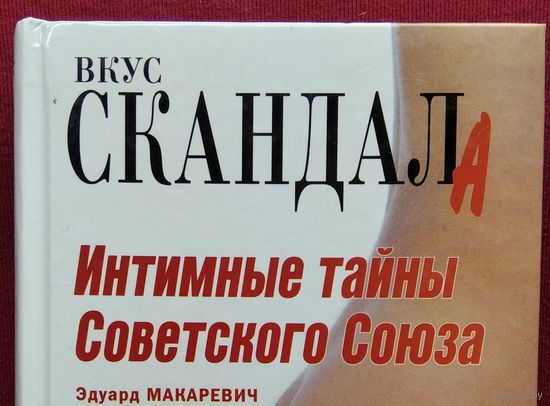 ВКУС
СКАНДАЛА
Интимные тайны
Советского Союза
Эдуард МАКАРЕВИЧ